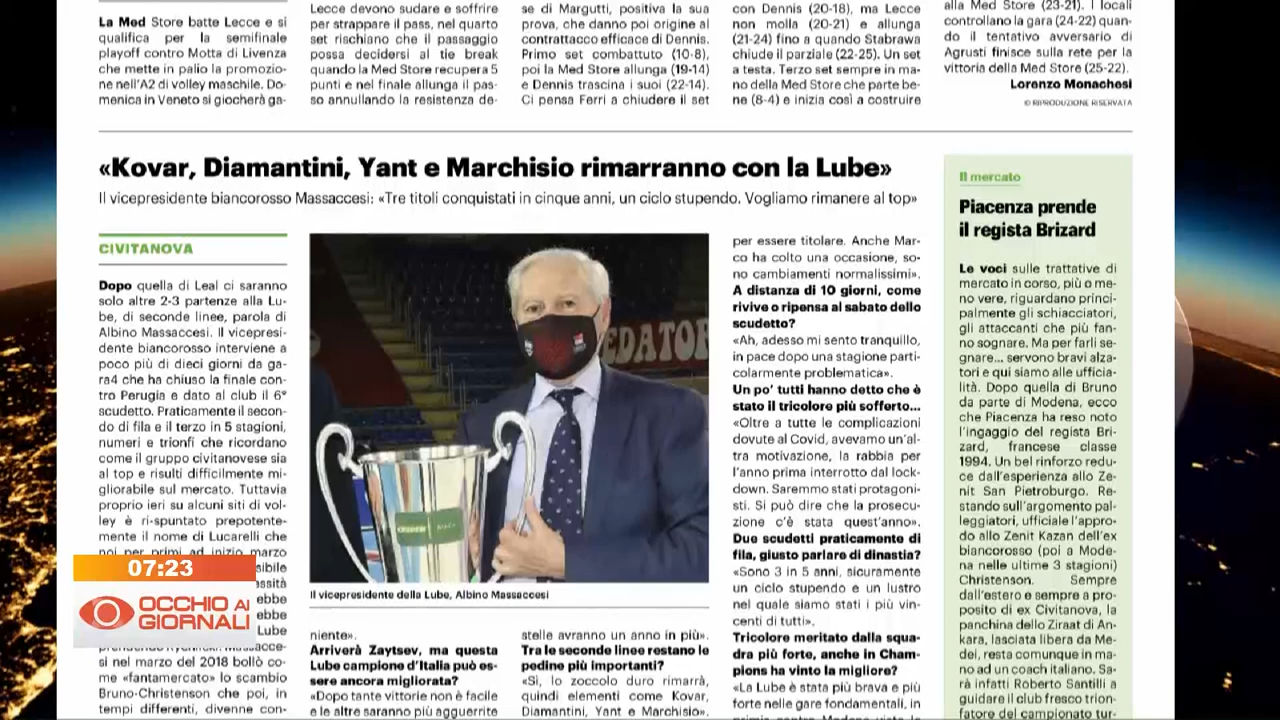 La Med Store batte Lecce e si
qualifica per la semifinale
playoff contro Motta di Livenza
che mette in palio la promozio-
ne nell'A2 di volley maschile. Do-
menica in Veneto si giocherà ga-
Lecce devono sudare e soffrire
per strappare il pass, nel quarto
set rischiano che il passaggio
possa decidersi al tie break
quando la Med Store recupera 5
punti e nel finale allunga il pas-
so annullando la resistenza de-
se di Margutti, positiva la sua
prova, che danno poi origine al
contrattacco efficace di Dennis.
Primo set combattuto (10-8),
poi la Med Store allunga (19-14)
e Dennis trascina i suoi (22-14).
Ci pensa Ferri a chiudere il set
con Dennis (20-18), ma Lecce
non molla (20-21) e allunga
(21-24) fino a quando Stabrawa
chiude il parziale (22-25). Un set
a testa. Terzo set sempre in ma-
no della Med Store che parte be-
ne (8-4) e inizia così a costruire
alla Med Store (23-21). I locali
controllano la gara (24-22) quan-
do il tentativo avversario di
Agrusti finisce sulla rete per la
vittoria della Med Store (25-22).
Lorenzo Monachesi
© RIPRODUZIONE RISERVATA
«Kovar, Diamantini, Yant e Marchisio rimarranno con la Lube»
Il vicepresidente biancorosso Massaccesi: «Tre titoli conquistati in cinque anni, un ciclo stupendo. Vogliamo rimanere al top»
CIVITANOVA
Dopo quella di Leal ci saranno
solo altre 2-3 partenze alla Lu-
be, di seconde linee, parola di
Albino Massaccesi. Il vicepresi-
dente biancorosso interviene a
poco più di dieci giorni da ga-
ra4 che ha chiuso la finale con-
tro Perugia e dato al club il 6°
scudetto. Praticamente il secon-
do di fila e il terzo in 5 stagioni,
numeri e trionfi che ricordano
come il gruppo civitanovese sia
al top e risulti difficilmente mi-
gliorabile sul mercato. Tuttavia
proprio ieri su alcuni siti di vol-
ley è ri-spuntato prepotente-
mente il nome di Lucarelli che
noi per primi ad inizio marzo
sibile
essità
ebbe
ebbe
Lube
si nel marzo del 2018 bollò co-
me «fantamercato» lo scambio
Bruno-Christenson che poi, in
tempi differenti, divenne con-
EDATOR
Il vicepresidente della Lube, Albino Massaccesi
niente».
Arriverà Zaytsev, ma questa
Lube campione d'Italia può es-
sere ancora migliorata?
«Dopo tante vittorie non è facile
e le altre saranno più agguerrite
stelle avranno un anno in più».
Tra le seconde linee restano le
pedine più importanti?
«Sì, lo zoccolo duro rimarrà,
quindi elementi come Kovar,
Diamantini, Yant e Marchisio».
per essere titolare. Anche Mar-
co ha colto una occasione, so-
no cambiamenti normalissimi».
A distanza di 10 giorni, come
rivive o ripensa al sabato dello
scudetto?
«Ah, adesso mi sento tranquillo,
in pace dopo una stagione parti-
colarmente problematica».
Un po' tutti hanno detto che è
stato il tricolore più sofferto...
«Oltre a tutte le complicazioni
dovute al Covid, avevamo un'al-
tra motivazione, la rabbia per
l'anno prima interrotto dal lock-
down. Saremmo stati protagoni-
sti. Si può dire che la prosecu-
zione c'è stata quest'anno».
Due scudetti praticamente di
fila, giusto parlare di dinastia?
«Sono 3 in 5 anni, sicuramente
un ciclo stupendo e un lustro
nel quale siamo stati i più vin-
centi di tutti».
Tricolore meritato dalla squa-
dra più forte, anche in Cham-
pions ha vinto la migliore?
«La Lube è stata più brava e più
forte nelle gare fondamentali, in
Il mercato
Piacenza prende
il regista Brizard
Le voci sulle trattative di
mercato in corso, più o me-
no vere, riguardano princi-
palmente gli schiacciatori,
gli attaccanti che più fan-
no sognare. Ma per farli se-
gnare... servono bravi alza-
tori e qui siamo alle ufficia-
lità. Dopo quella di Bruno
da parte di Modena, ecco
che Piacenza ha reso noto
l'ingaggio del regista Bri-
zard, francese classe
1994. Un bel rinforzo redu-
ce dall'esperienza allo Ze-
nit San Pietroburgo. Re-
stando sull'argomento pal-
leggiatori, ufficiale l'appro-
do allo Zenit Kazan dell'ex
biancorosso (poi a Mode-
na nelle ultime 3 stagioni)
Christenson. Sempre
dall'estero e sempre a pro-
posito di ex Civitanova, la
panchina dello Ziraat di An-
kara, lasciata libera da Me-
dei, resta comunque in ma-
no ad un coach italiano. Sa-
rà infatti Roberto Santilli a
guidare il club fresco trion-
fatore del campionato tur-
07:23
OCCHIO AI
GIORNALI